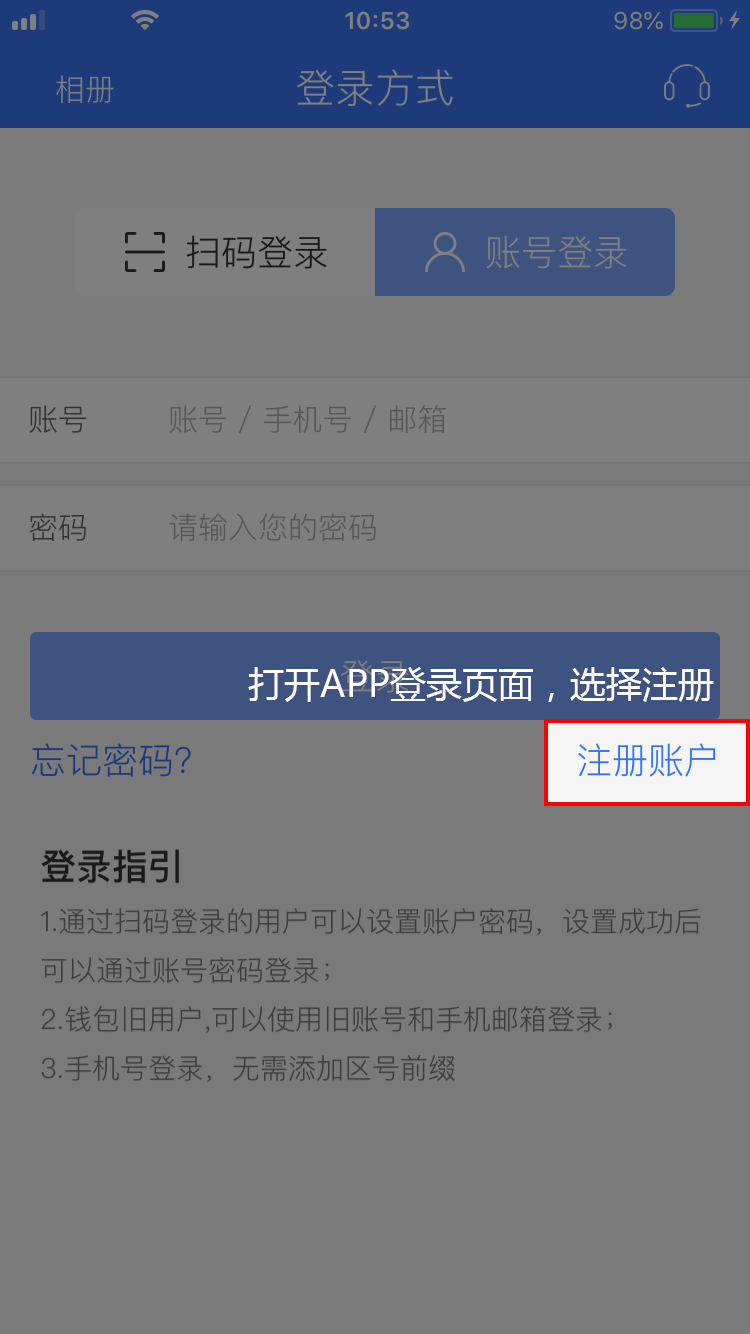 10:53
98%
相册
登录方式
扫码登录
账号登录
账号
账号 / 手机号 / 邮箱
密码
请输入您的密码
登录
打开APP登录页面，选择注册
忘记密码?
注册账户
登录指引
1.通过扫码登录的用户可以设置账户密码，设置成功后
可以通过账号密码登录；
2.钱包旧用户,可以使用旧账号和手机邮箱登录；
3.手机号登录，无需添加区号前缀